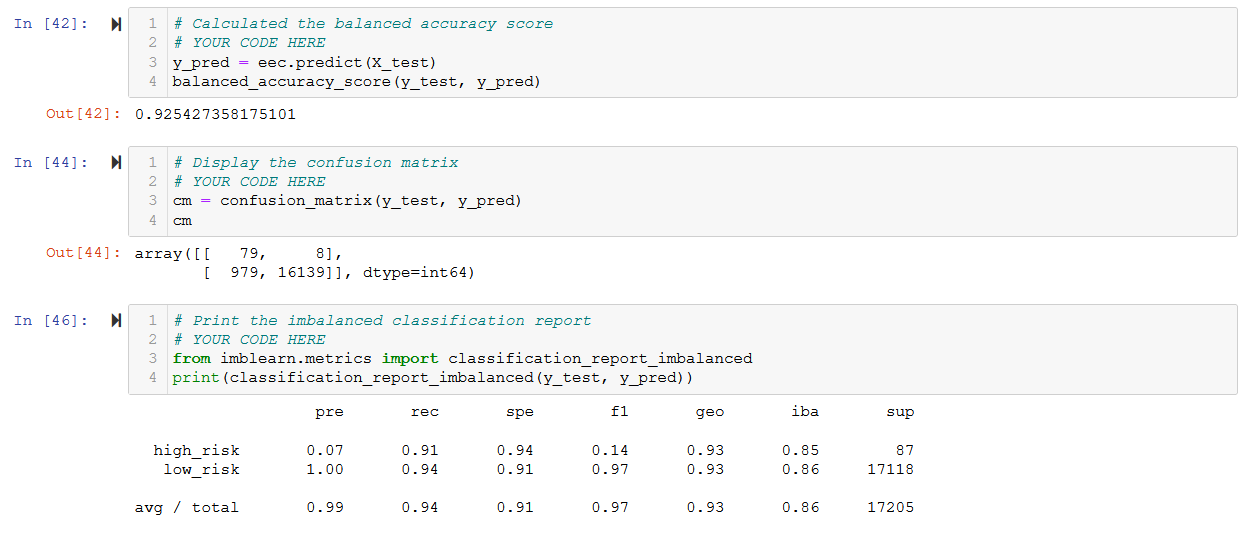 In [42]:
1 # Calculated the balanced accuracy score
2 # YOUR CODE HERE
3 y_pred = eec.predict(X_test)
4 balanced_accuracy_score(y_test, y_pred)
Out[42]: 0.925427358175101
In [44]:
1 # Display the confusion matrix
2 # YOUR CODE HERE
3 cm = confusion_matrix(y_test, y_pred)
4 cm
Out[44]: array([[   79,     8],
[  979, 16139]], dtype=int64)
In [46]:
1 # Print the imbalanced classification report
2 # YOUR CODE HERE
3 from imblearn.metrics import classification_report_imbalanced
4 print(classification_report_imbalanced(y_test, y_pred))
pre rec spe f1 geo iba sup
high_risk 0.07 0.91 0.94 0.14 0.93 0.85 87
low_risk 1.00 0.94 0.91 0.97 0.93 0.86 17118
avg / total 0.99 0.94 0.91 0.97 0.93 0.86 17205